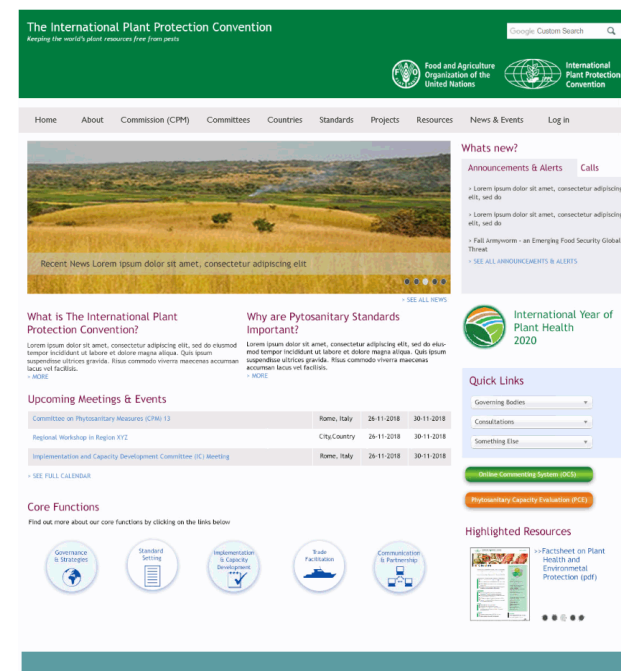 The International Plant Protection Convention
Keeping the world's plant resources free from pests
Google Custom Search
Food and Agriculture
Organization of the
United Nations
International
Plant Protection
Convention
Home About Commission (CPM) Committees Countries Standards Projects Resources News & Events Log in
Recent News Lorem ipsum dolor sit amet, consectetur adipiscing elit
» SEE ALL NEWS
Whats new?
Announcements & Alerts Calls
» Lorem ipsum dolor sit amet, consectetur adipiscing
elit, sed do
» Lorem ipsum dolor sit amet, consectetur adipiscing
elit, sed do
» Fall Armyworm - an Emerging Food Security Global
Threat
» SEE ALL ANNOUNCEMENTS & ALERTS
What is The International Plant
Protection Convention?
Lorem ipsum dolor sit amet, consectetur adipiscing elit, sed do eiusmod
tempor incididunt ut labore et dolore magna aliqua. Quis ipsum
suspendisse ultrices gravida. Risus commodo viverra maecenas accumsan
lacus vel facilisis.
» MORE
Why are Pytosanitary Standards
Important?
Lorem ipsum dolor sit amet, consectetur adipiscing elit, sed do eius-
mod tempor incididunt ut labore et dolore magna aliqua. Quis ipsum
suspendisse ultrices gravida. Risus commodo viverra maecenas
accumsan lacus vel facilisis.
» MORE
International Year of
Plant Health
2020
Upcoming Meetings & Events
Committee on Phytosanitary Measures (CPM) 13 Rome, Italy 26-11-2018 30-11-2018
Regional Workshop in Region XYZ City,Country 26-11-2018 30-11-2018
Implementation and Capacity Development Committee (IC) Meeting Rome, Italy 26-11-2018 30-11-2018
» SEE FULL CALENDAR
Quick Links
Governing Bodies
Consultations
Something Else
Online Commenting System (OCS)
Phytosanitary Capacity Evaluation (PCE)
Core Functions
Find out more about our core functions by clicking on the links below
Governance
& Strategies
Standard
Setting
Implementation
& Capacity
Development
Trade
Facilitation
Communication
& Partnership
Highlighted Resources
>>Factsheet on Plant
Health and
Environmetal
Protection (pdf)